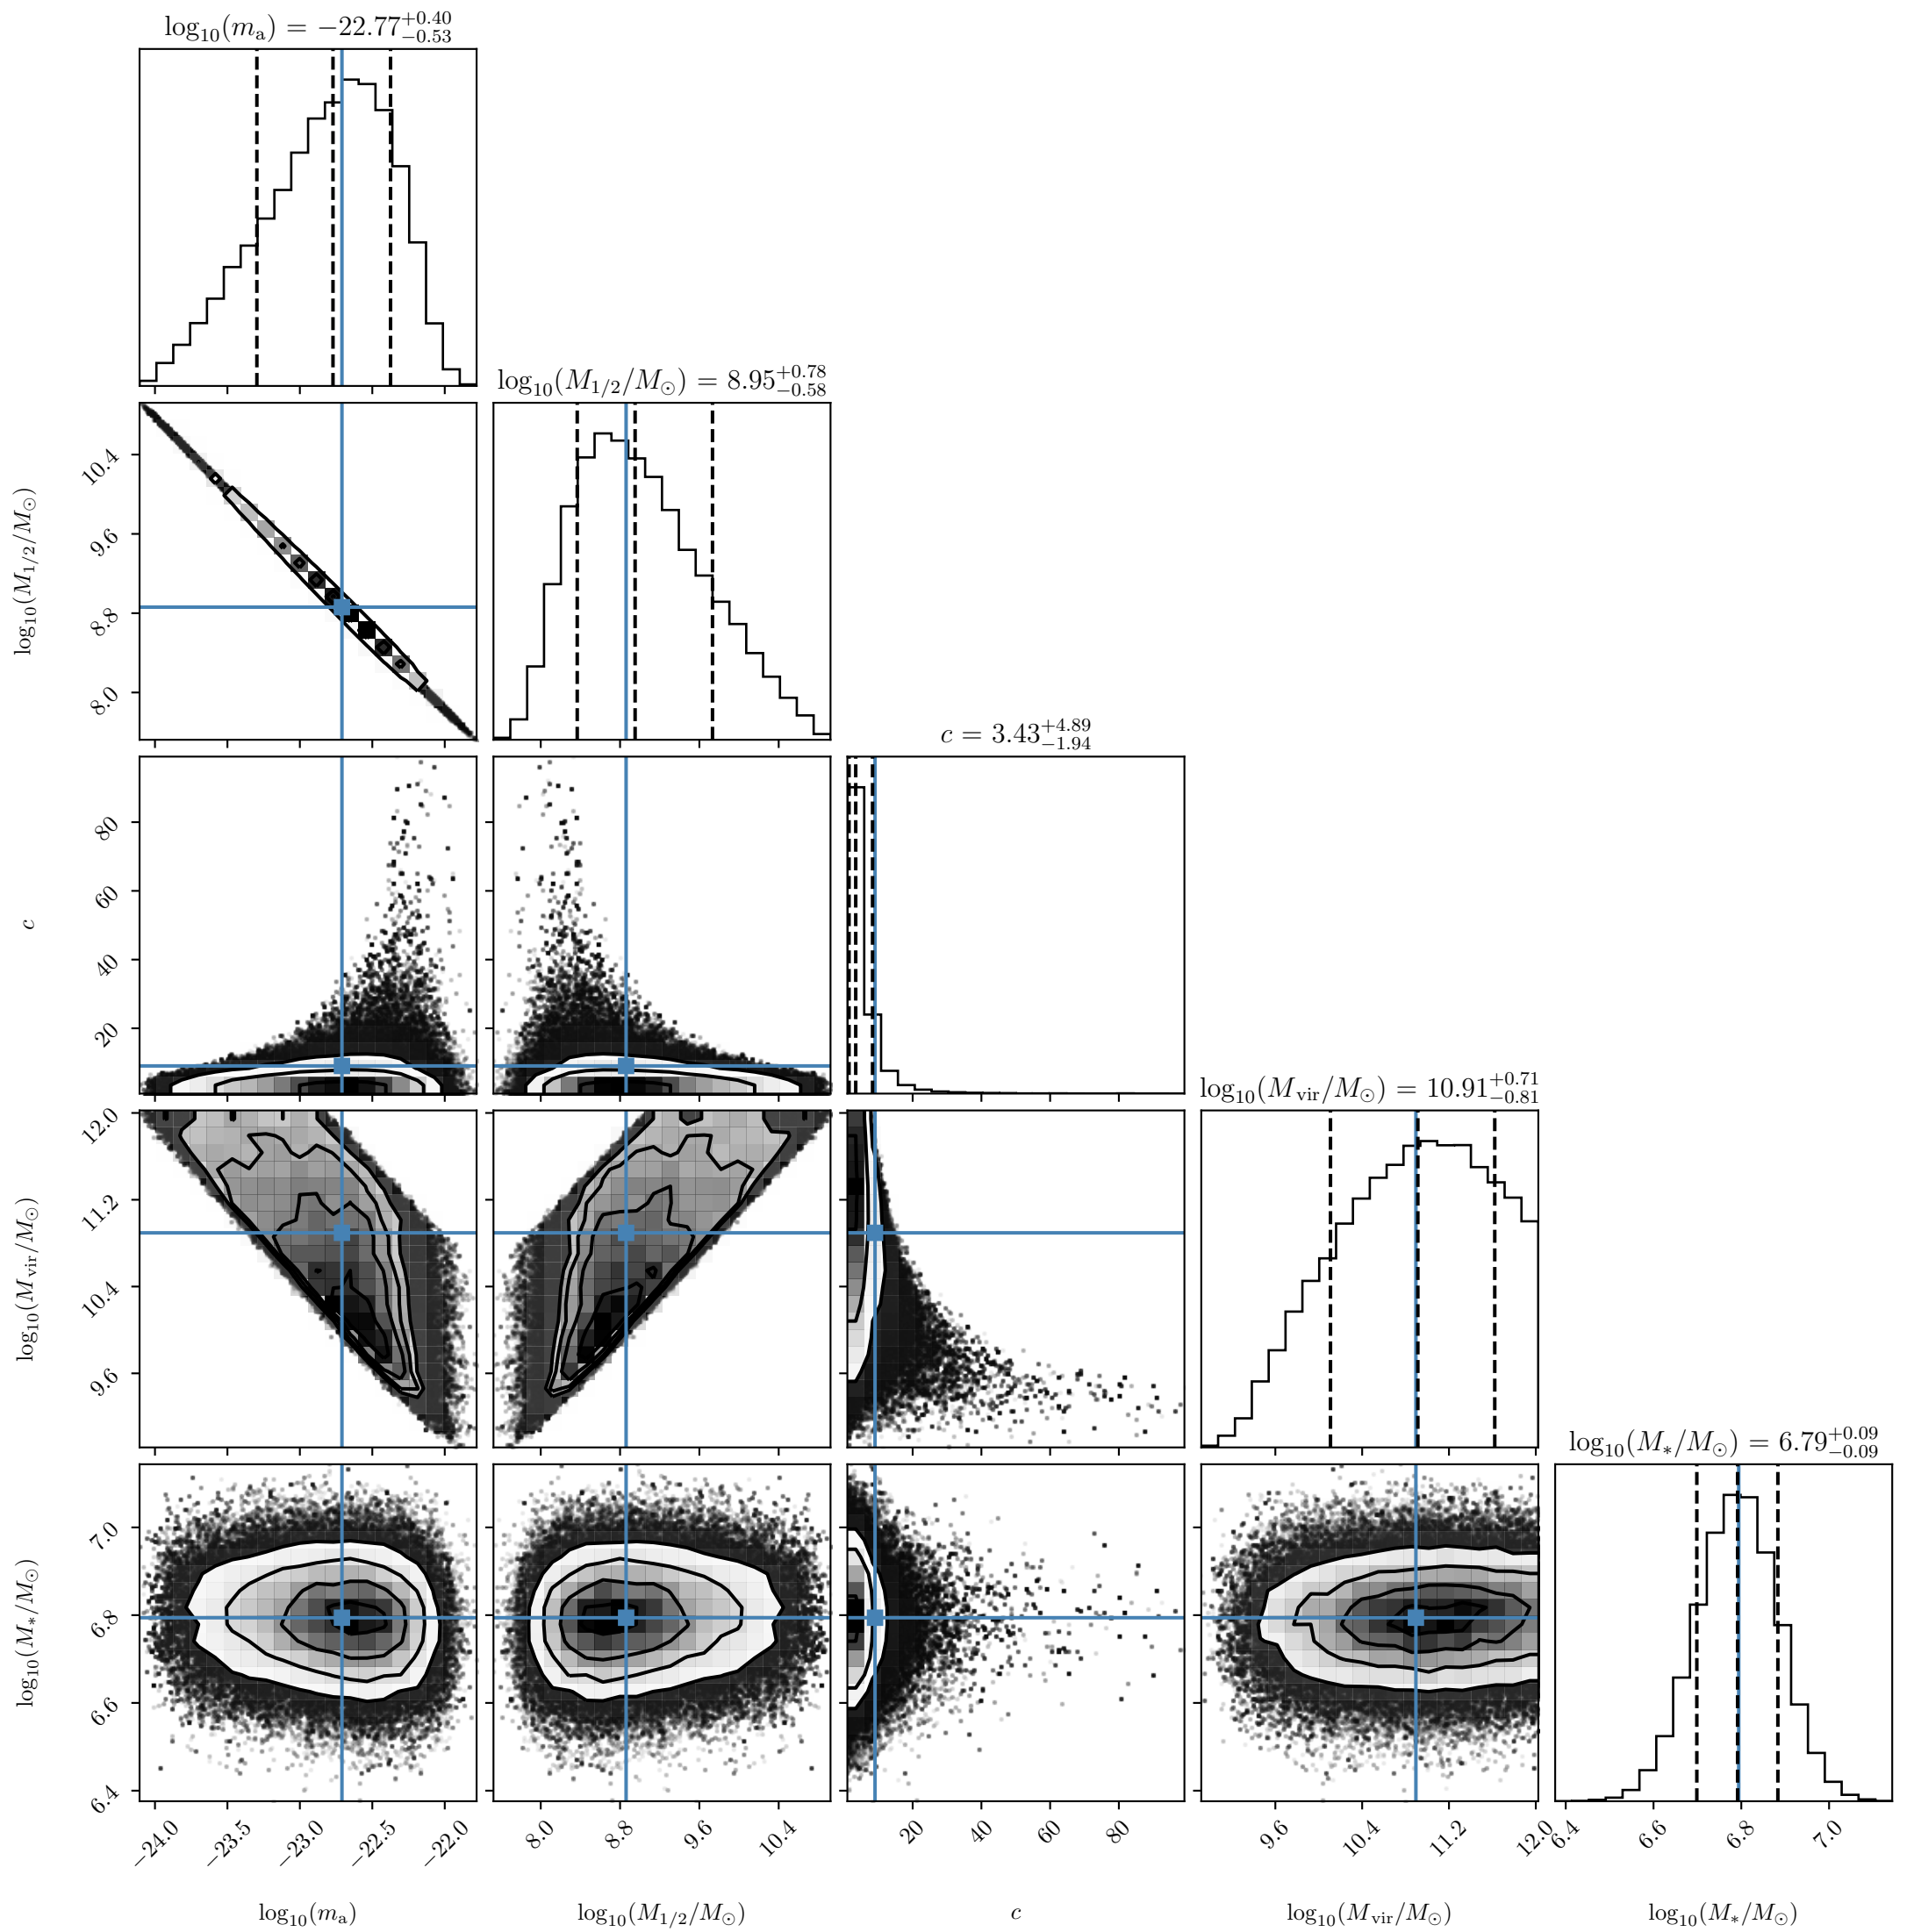 log₁₀(mₐ) = −22.77 +0.40 −0.53
log₁₀(M₁/₂/M⊙) = 8.95 +0.78 −0.58
10.4
9.6
8.8
8.0
log₁₀(M₁/₂/M⊙)
c = 3.43 +4.89 −1.94
80
60
40
20
c
log₁₀(Mvir/M⊙) = 10.91 +0.71 −0.81
12.0
11.2
10.4
9.6
log₁₀(Mvir/M⊙)
log₁₀(M∗/M⊙) = 6.79 +0.09 −0.09
7.0
6.8
6.6
6.4
log₁₀(M∗/M⊙)
−24.0 −23.5 −23.0 −22.5 −22.0 8.0 8.8 9.6 10.4 20 40 60 80 9.6 10.4 11.2 12.0 6.4 6.6 6.8 7.0
log₁₀(mₐ) log₁₀(M₁/₂/M⊙) c log₁₀(Mvir/M⊙) log₁₀(M∗/M⊙)